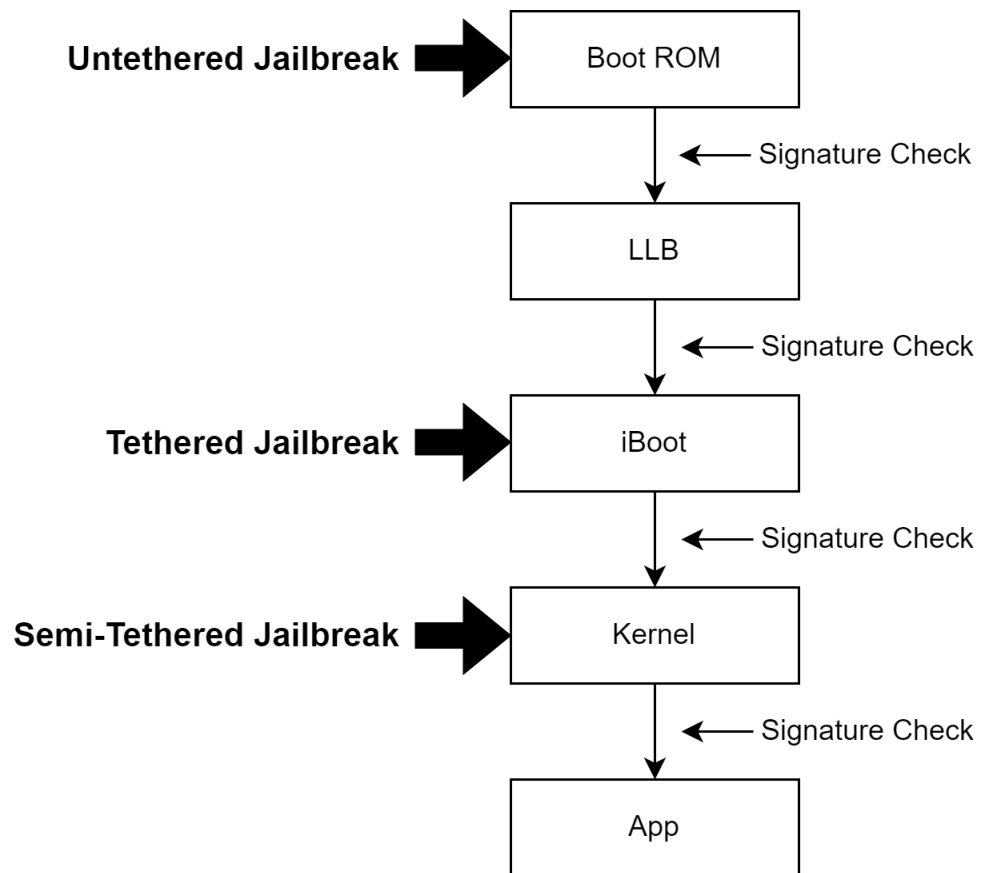 Untethered Jailbreak
Boot ROM
Signature Check
LLB
Signature Check
Tethered Jailbreak
iBoot
Signature Check
Semi-Tethered Jailbreak
Kernel
Signature Check
App